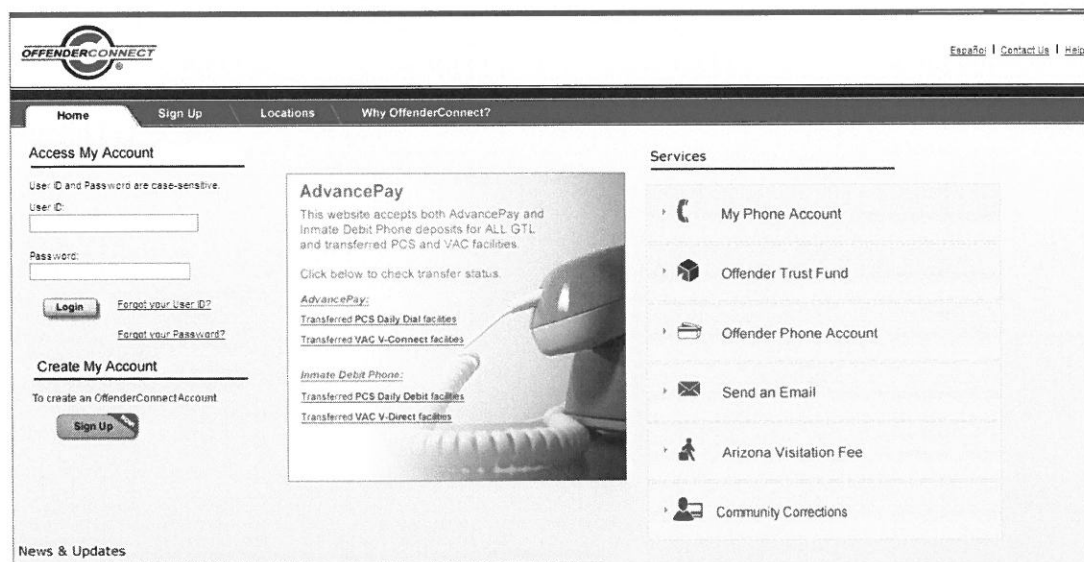 OFFENDERCONNECT
®
Español | Contact Us | Help
Home
Sign Up
Locations
Why OffenderConnect?
Access My Account
User ID and Password are case-sensitive.
User ID:
Password:
Login
Forgot your User ID?
Forgot your Password?
Create My Account
To create an OffenderConnect Account
Sign Up
AdvancePay
This website accepts both AdvancePay and
Inmate Debit Phone deposits for ALL GTL
and transferred PCS and VAC facilities.
Click below to check transfer status.
AdvancePay:
Transferred PCS Daily Dial facilities
Transferred VAC V-Connect facilities
Inmate Debit Phone:
Transferred PCS Daily Debit facilities
Transferred VAC V-Direct facilities
Services
My Phone Account
Offender Trust Fund
Offender Phone Account
Send an Email
Arizona Visitation Fee
Community Corrections
News & Updates